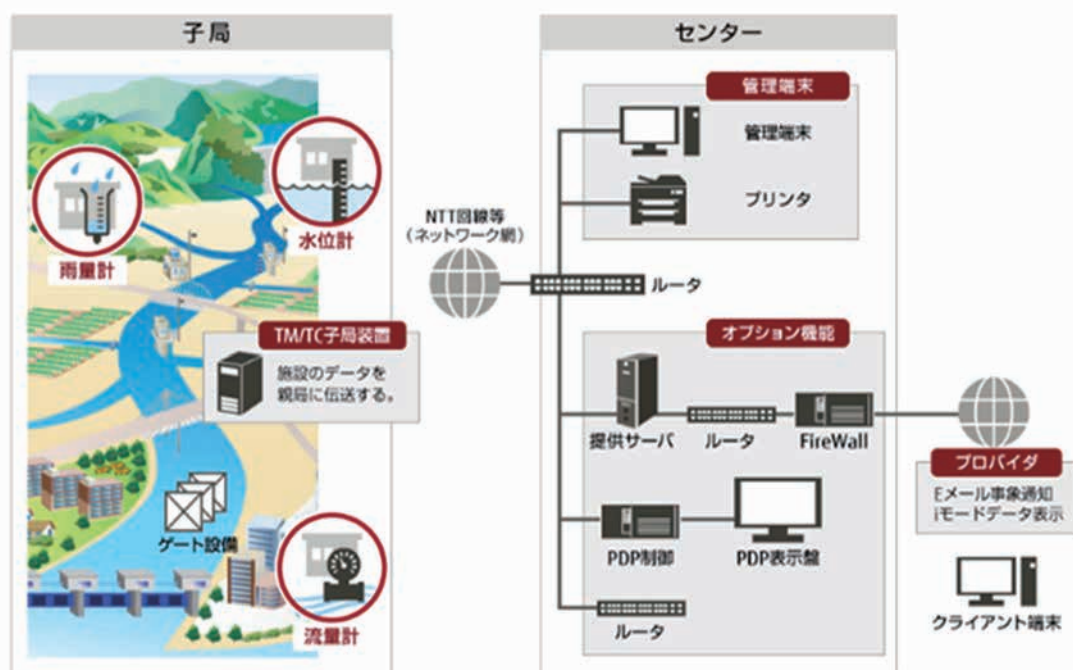 子局
雨量計
水位計
TM/TC子局装置
施設のデータを
親局に伝送する。
ゲート設備
流量計
NTT回線等
（ネットワーク網）
センター
管理端末
管理端末
プリンタ
ルータ
オプション機能
提供サーバ
ルータ
FireWall
PDP制御
PDP表示盤
ルータ
プロバイダ
Eメール事象通知
iモードデータ表示
クライアント端末